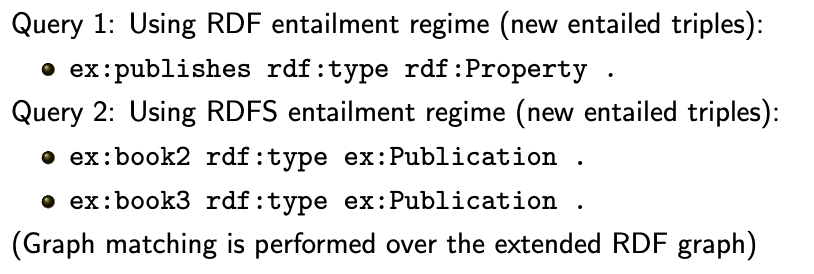 Query 1: Using RDF entailment regime (new entailed triples):
● ex:publishes rdf:type rdf:Property .
Query 2: Using RDFS entailment regime (new entailed triples):
● ex:book2 rdf:type ex:Publication .
● ex:book3 rdf:type ex:Publication .
(Graph matching is performed over the extended RDF graph)